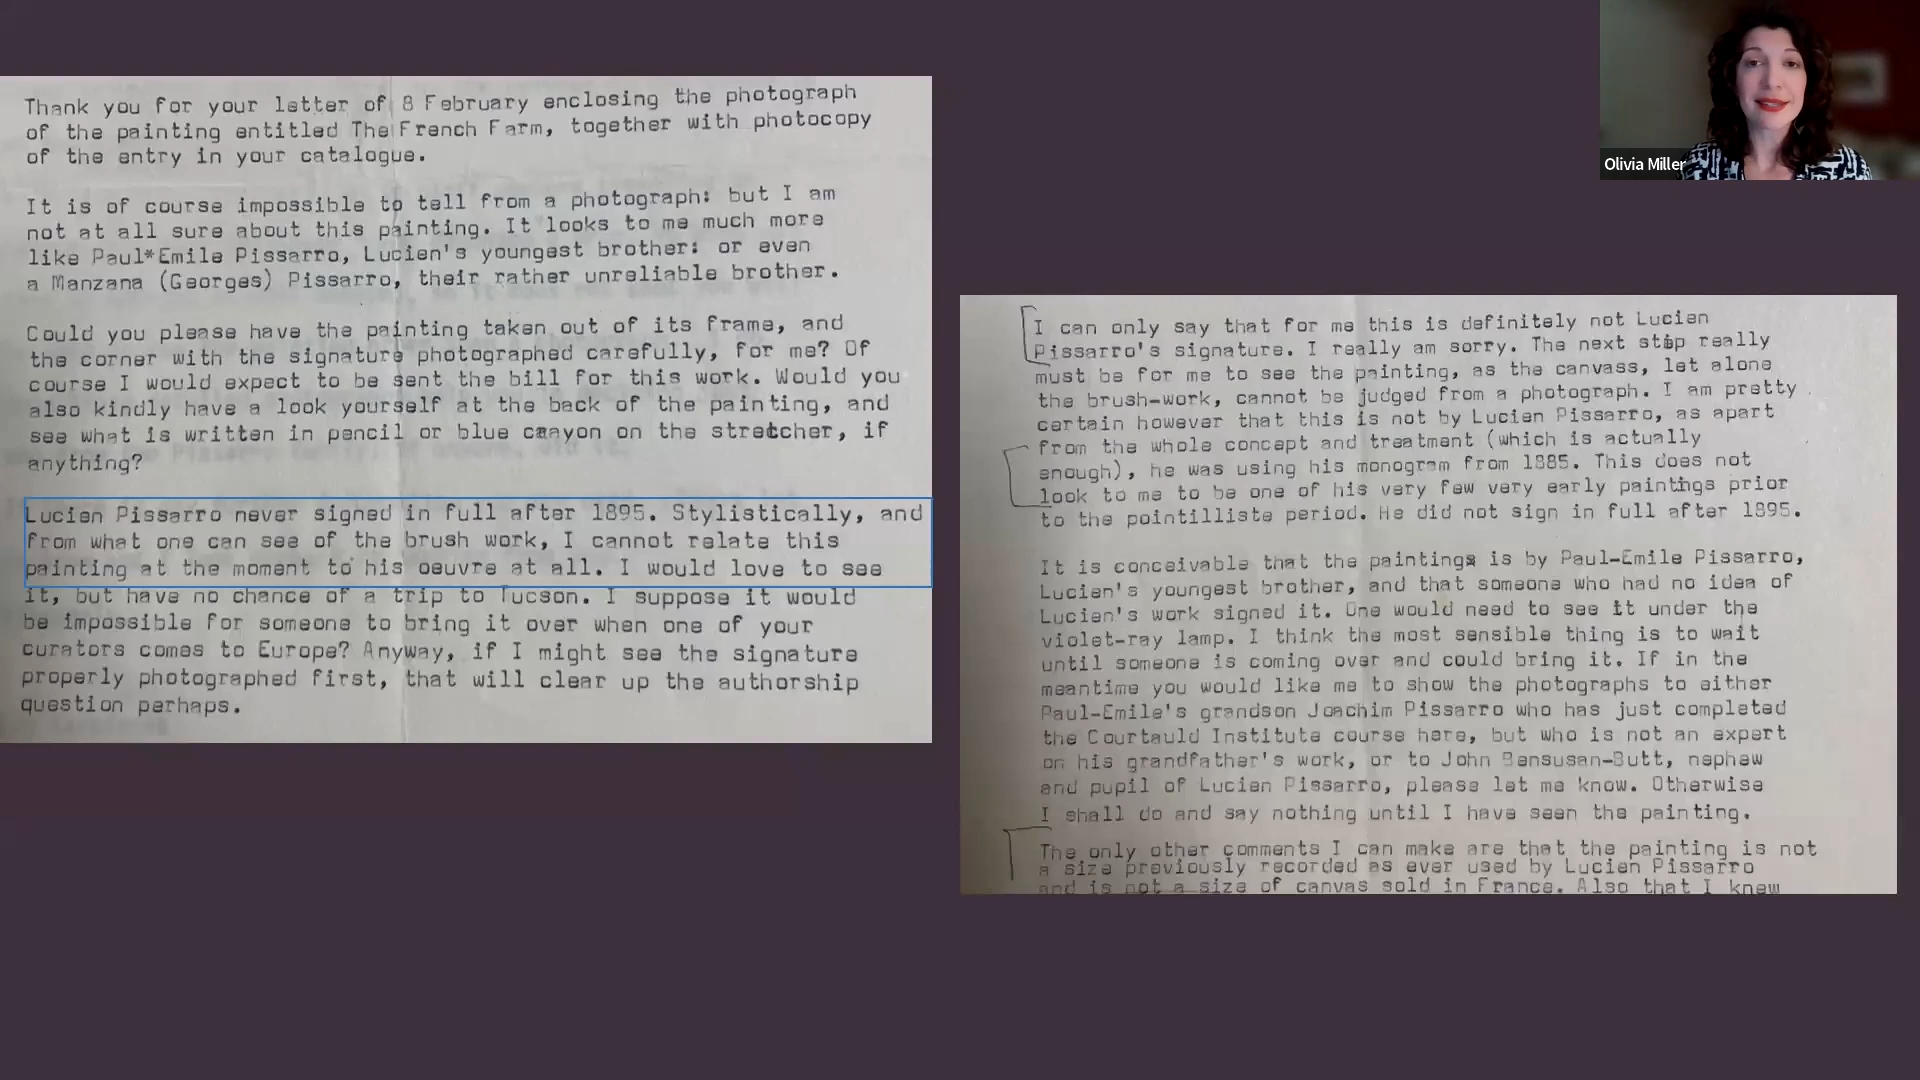 Thank you for your letter of 8 February enclosing the photograph
of the painting entitled The French Farm, together with photocopy
of the entry in your catalogue.
It is of course impossible to tell from a photograph: but I am
not at all sure about this painting. It looks to me much more
like Paul*Emile Pissarro, Lucien's youngest brother: or even
a Manzana (Georges) Pissarro, their rather unreliable brother.
Could you please have the painting taken out of its frame, and
the corner with the signature photographed carefully, for me? Of
course I would expect to be sent the bill for this work. Would you
also kindly have a look yourself at the back of the painting, and
see what is written in pencil or blue on the stretcher, if
anything?
Lucien Pissarro never signed in full after 1895. Stylistically, and
from what one can see of the brush work, I cannot relate this
painting at the moment to his oeuvre at all. I would love to see
it, but have no chance of a trip to Tucson. I suppose it would
be impossible for someone to bring it over when one of your
curators comes to Europe? Anyway, if I might see the signature
properly photographed first, that will clear up the authorship
question perhaps.
I can only say that for me this is definitely not Lucien
Pissarro's signature. I really am sorry. The next step really
must be for me to see the painting, as the canvass, let alone
the brush-work, cannot be judged from a photograph. I am pretty
certain however that this is not by Lucien Pissarro, as apart
from the whole concept and treatment (which is actually
enough), he was using his monogram from 1885. This does not
look to me to be one of his very few very early paintings prior
to the pointilliste period. He did not sign in full after 1895.
It is conceivable that the paintings is by Paul-Emile Pissarro,
Lucien's youngest brother, and that someone who had no idea of
Lucien's work signed it. One would need to see it under the
violet-ray lamp. I think the most sensible thing is to wait
until someone is coming over and could bring it. If in the
meantime you would like me to show the photographs to either
Paul-Emile's grandson Joachim Pissarro who has just completed
the Courtauld Institute course here, but who is not an expert
on his grandfather's work, or to John Bensusan-Butt, nephew
and pupil of Lucien Pissarro, please let me know. Otherwise
I shall do and say nothing until I have seen the painting.
The only other comments I can make are that the painting is not
a size previously recorded as ever used by Lucien Pissarro
and is not a size of canvas sold in France. Also that I knew
Olivia Miller